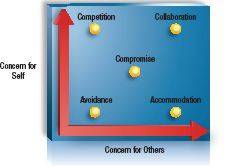 Competition
Collaboration
Concern for
Self
Compromise
Avoidance
Accommodation
Concern for Others